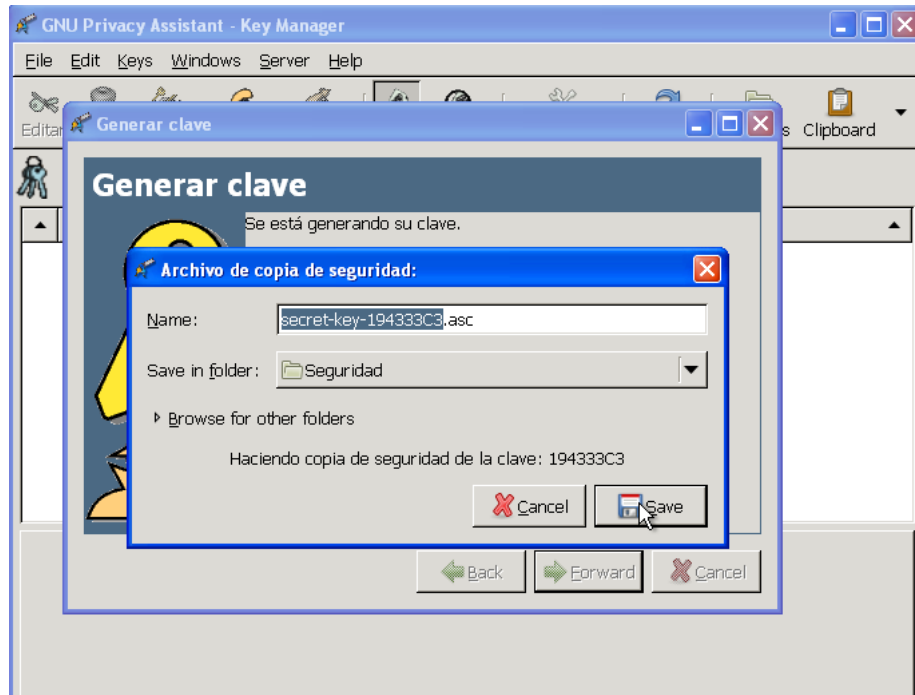 GNU Privacy Assistant - Key Manager
File Edit Keys Windows Server Help
Editar Clipboard
Generar clave
Generar clave
Se está generando su clave.
Archivo de copia de seguridad:
Name: secret-key-194333C3.asc
Save in folder: Seguridad
Browse for other folders
Haciendo copia de seguridad de la clave: 194333C3
Cancel Save
Back Forward Cancel